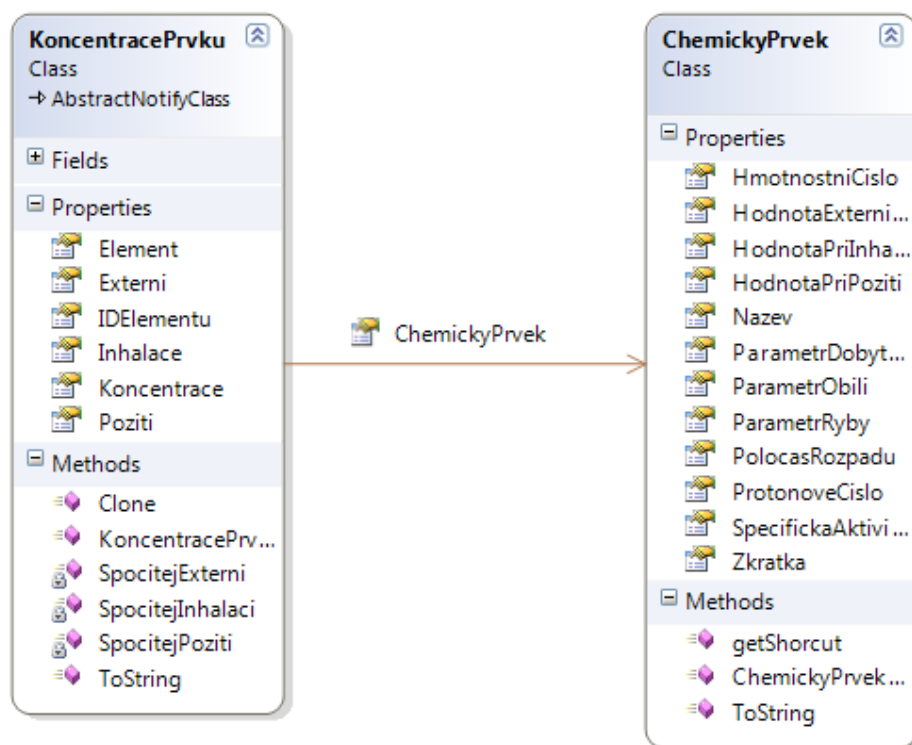 KoncentracePrvku
Class
AbstractNotifyClass
Fields
Properties
Element
Externi
IDElementu
Inhalace
Koncentrace
Poziti
Methods
Clone
KoncentracePrv...
SpocitejExterni
SpocitejInhalaci
SpocitejPoziti
ToString
ChemickyPrvek
ChemickyPrvek
Class
Properties
HmotnostniCislo
HodnotaExterni...
HodnotaPriInha...
HodnotaPriPoziti
Nazev
ParametrDobyt...
ParametrObili
ParametrRyby
PolocasRozpadu
ProtonoveCislo
SpecifickaAktivi...
Zkratka
Methods
getShorcut
ChemickyPrvek...
ToString